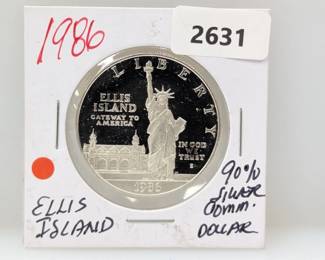 1986
2631
LIBERTY
ELLIS
ISLAND
GATEWAY TO
AMERICA
IN GOD
WE
TRUST
S
1986
ELLIS
ISLAND
90%
SILVER
COMM.
DOLLAR